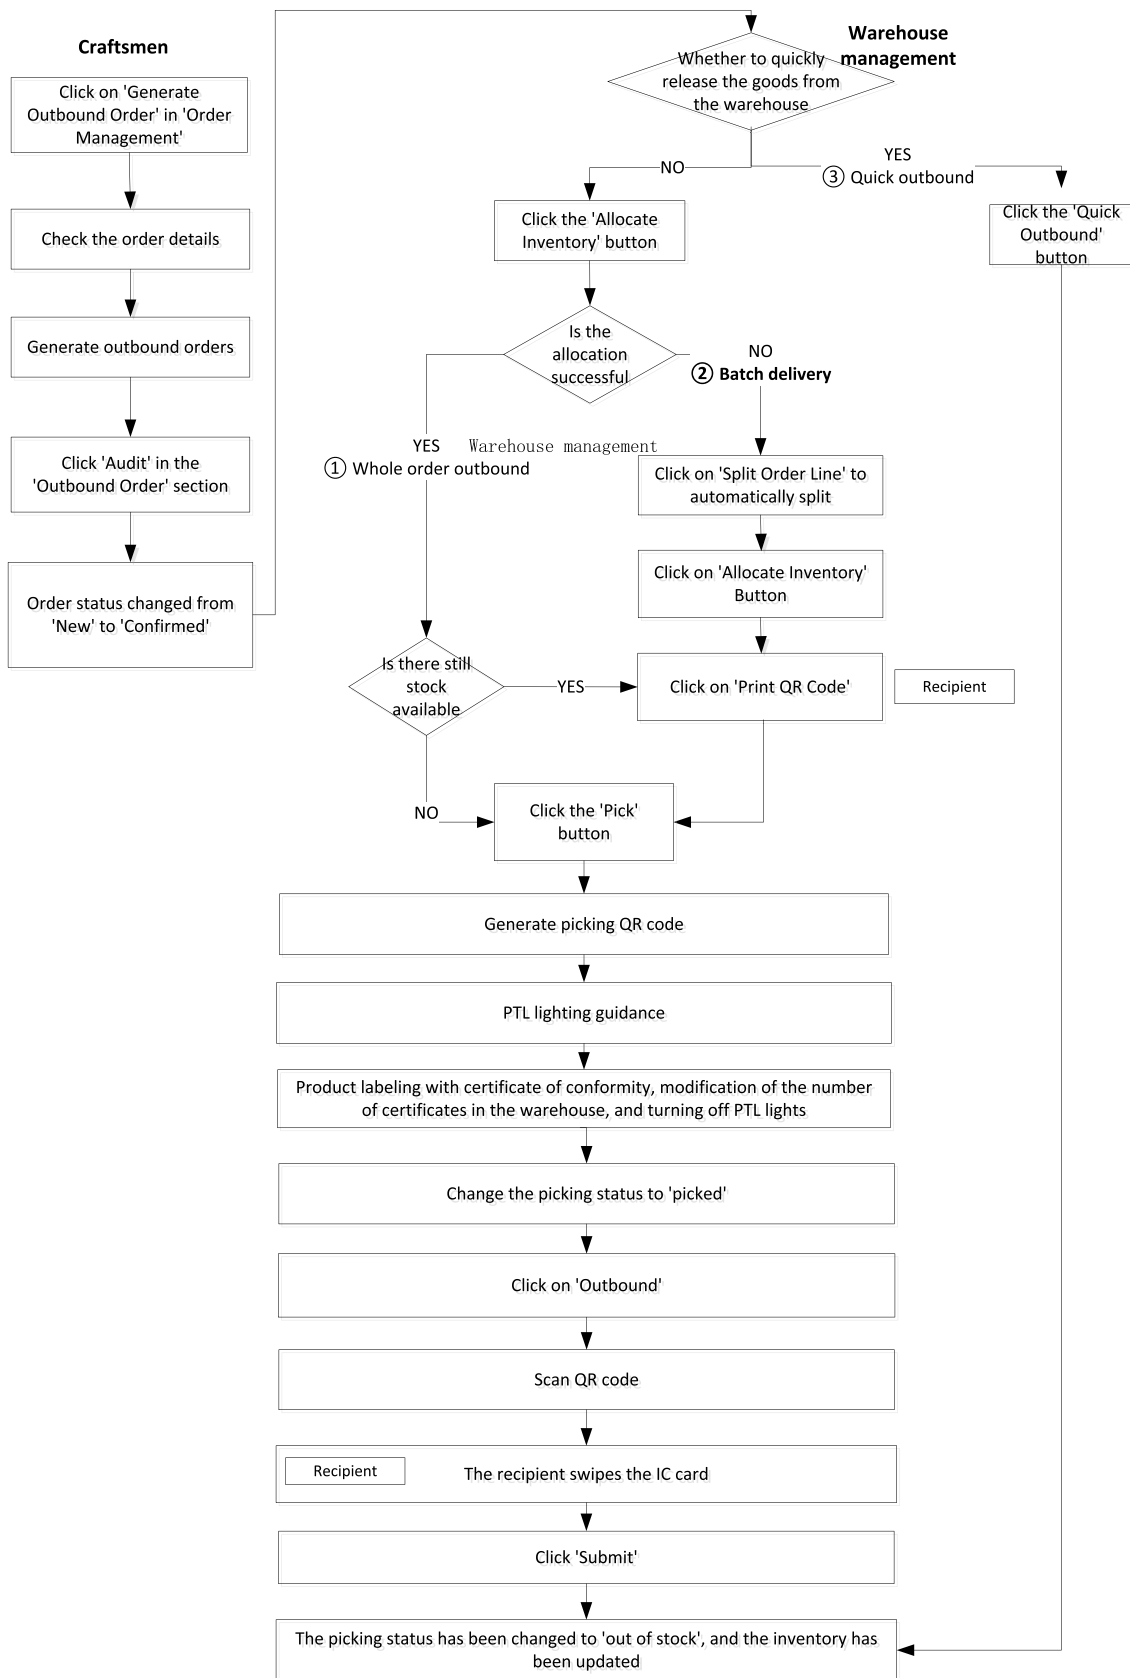 Craftsmen
Click on 'Generate
Outbound Order' in 'Order
Management'
Check the order details
Generate outbound orders
Click 'Audit' in the
'Outbound Order' section
Order status changed from
'New' to 'Confirmed'
Warehouse
management
Whether to quickly
release the goods from
the warehouse
NO
YES
③ Quick outbound
Click the 'Allocate
Inventory' button
Click the 'Quick
Outbound'
button
Is the
allocation
successful
NO
② Batch delivery
YES
Warehouse management
① Whole order outbound
Click on 'Split Order Line' to
automatically split
Click on 'Allocate Inventory'
Button
Is there still
stock
available
YES
Click on 'Print QR Code'
Recipient
NO
Click the 'Pick'
button
Generate picking QR code
PTL lighting guidance
Product labeling with certificate of conformity, modification of the number
of certificates in the warehouse, and turning off PTL lights
Change the picking status to 'picked'
Click on 'Outbound'
Scan QR code
Recipient
The recipient swipes the IC card
Click 'Submit'
The picking status has been changed to 'out of stock', and the inventory has
been updated